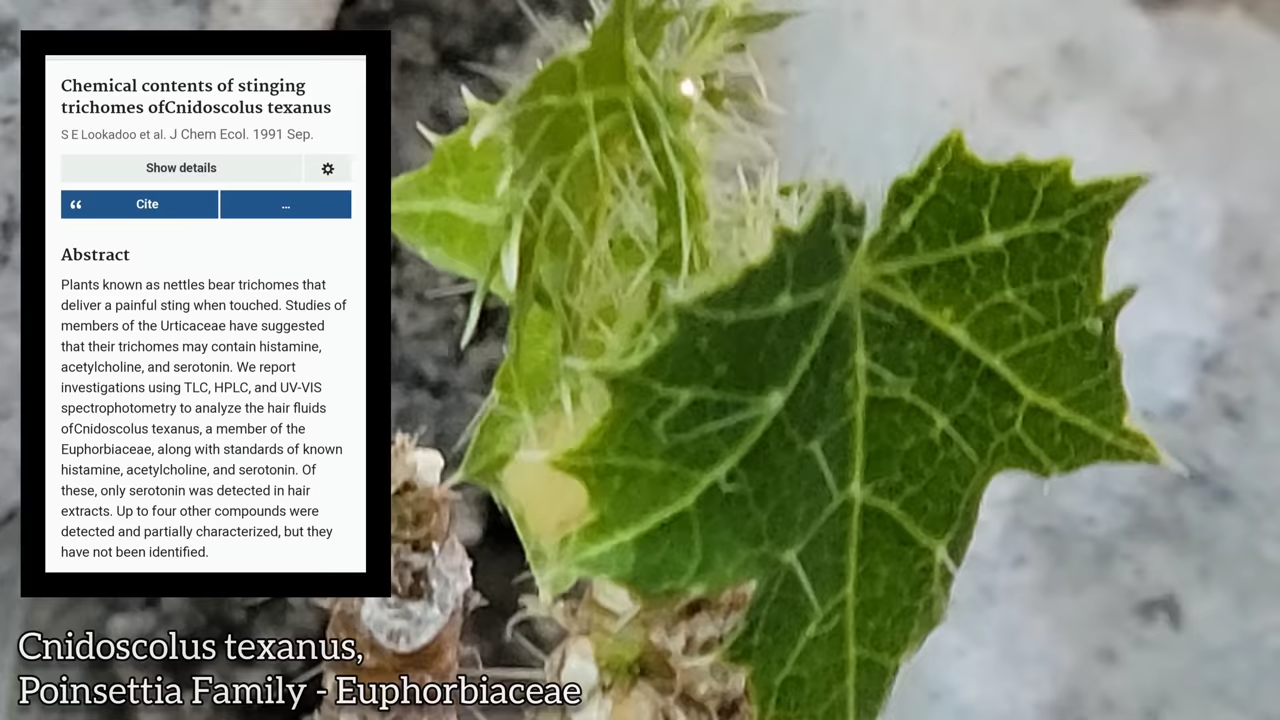 Chemical contents of stinging
trichomes ofCnidoscolus texanus
S E Lookadoo et al. J Chem Ecol. 1991 Sep.
Show details
“ Cite
...
Abstract
Plants known as nettles bear trichomes that
deliver a painful sting when touched. Studies of
members of the Urticaceae have suggested
that their trichomes may contain histamine,
acetylcholine, and serotonin. We report
investigations using TLC, HPLC, and UV-VIS
spectrophotometry to analyze the hair fluids
ofCnidoscolus texanus, a member of the
Euphorbiaceae, along with standards of known
histamine, acetylcholine, and serotonin. Of
these, only serotonin was detected in hair
extracts. Up to four other compounds were
detected and partially characterized, but they
have not been identified.
Cnidoscolus texanus,
Poinsettia Family - Euphorbiaceae